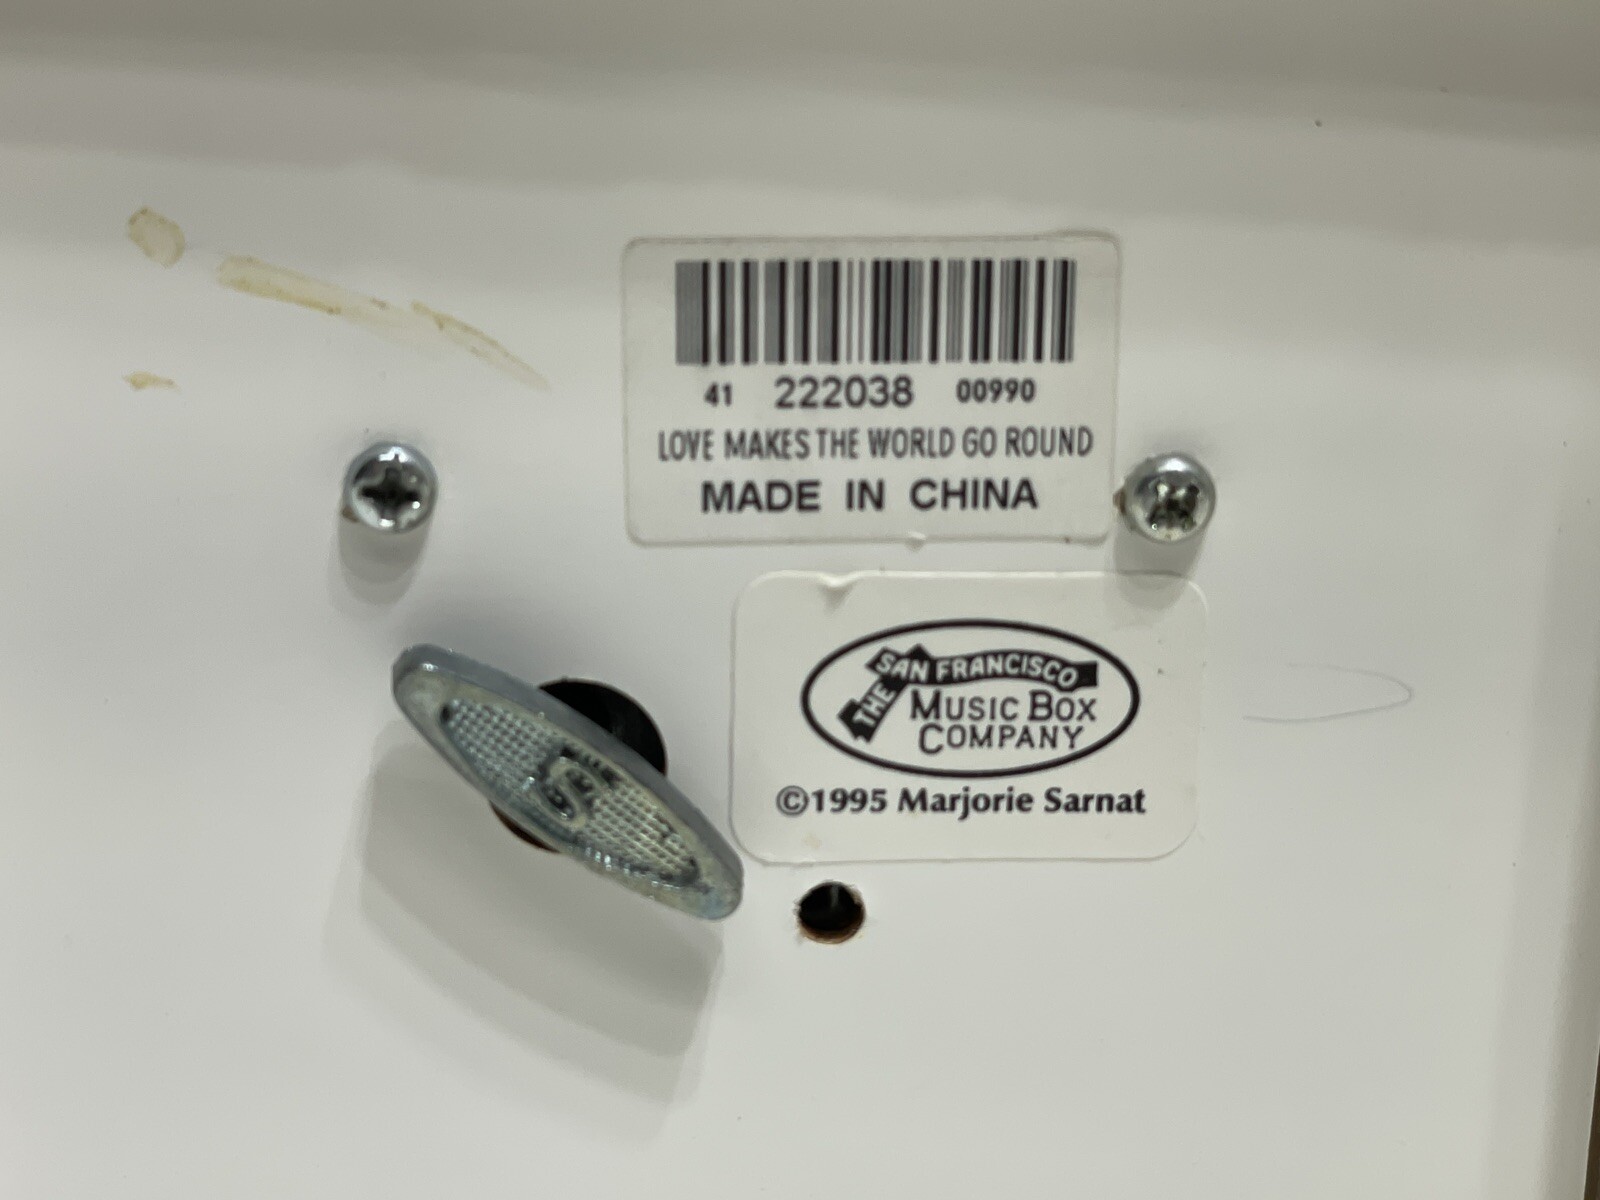 41 222038 00990
LOVE MAKES THE WORLD GO ROUND
MADE IN CHINA
THE SAN FRANCISCO
MUSIC BOX
COMPANY
©1995 Marjorie Sarnat
S